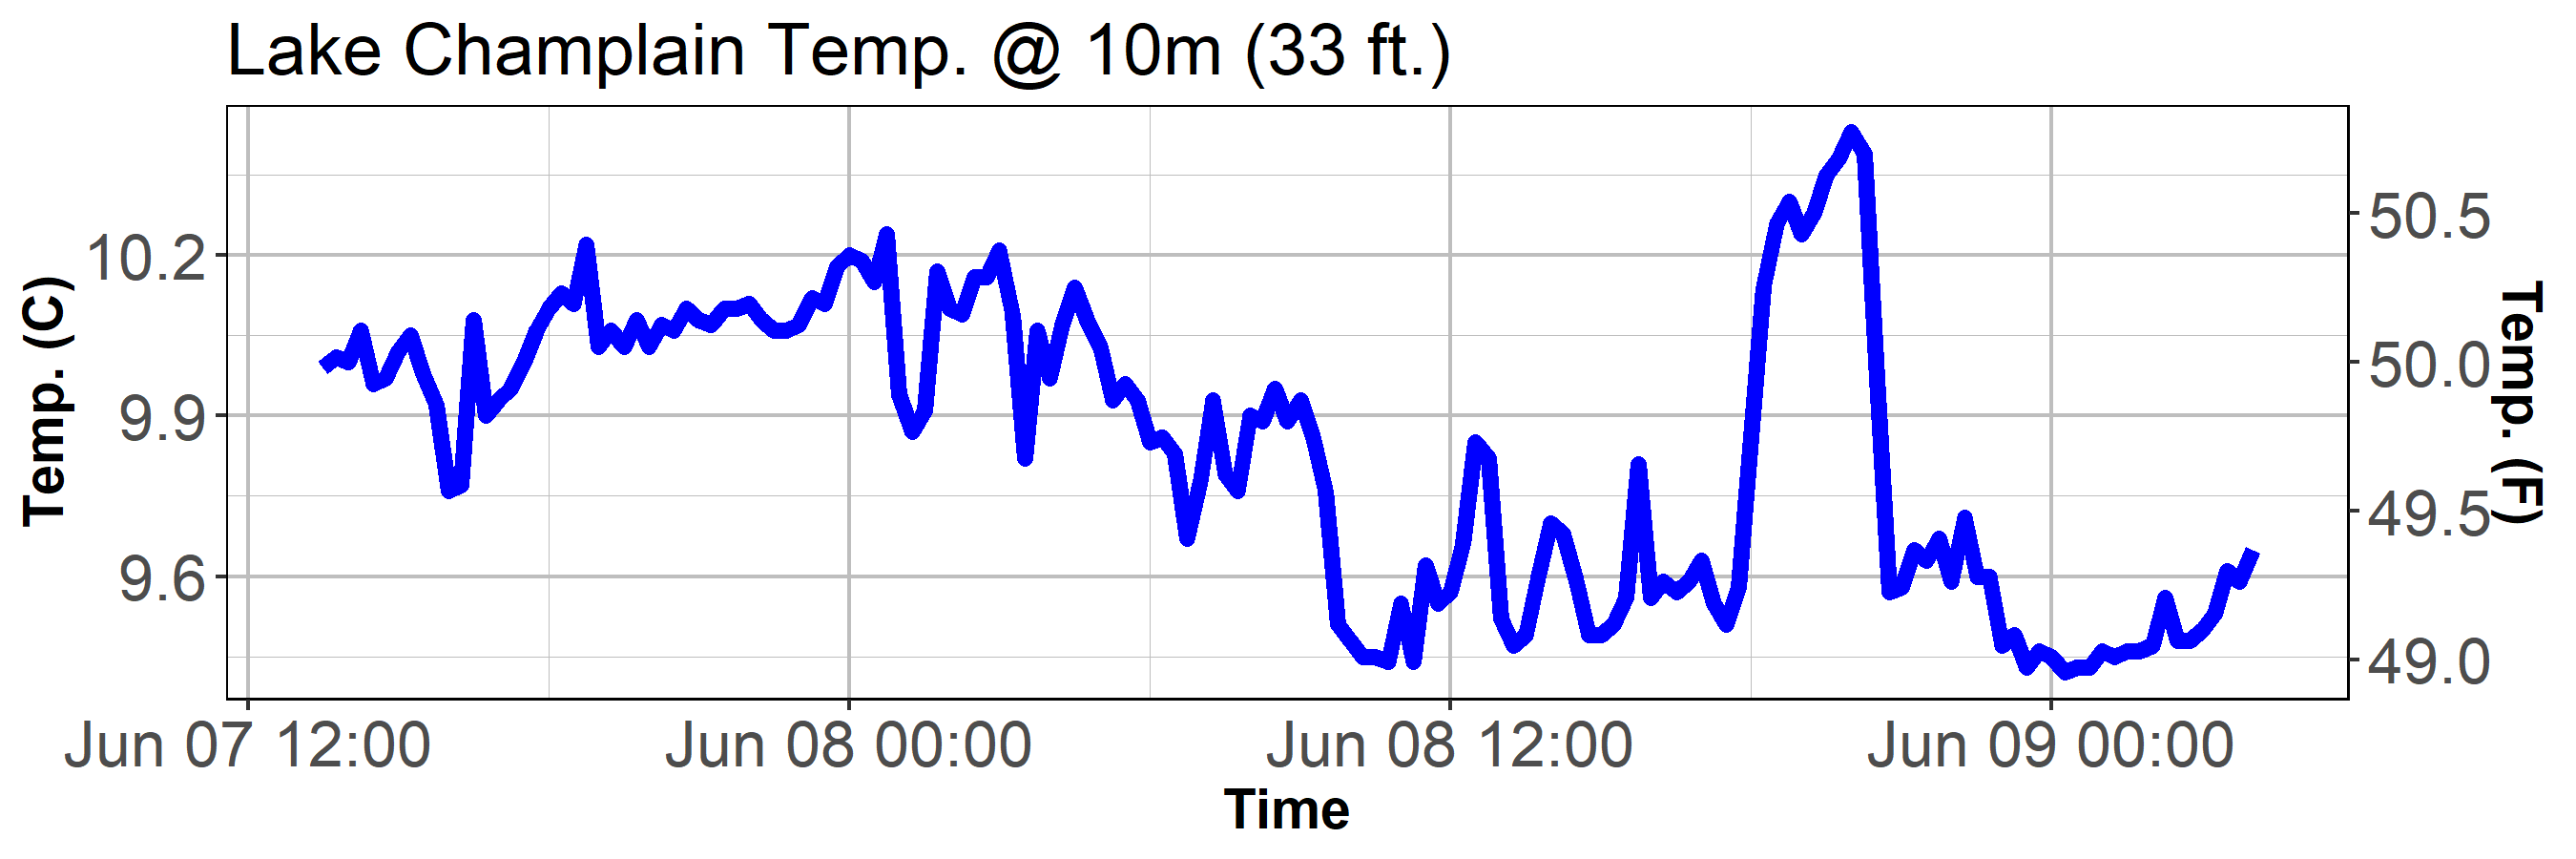 Lake Champlain Temp. @ 10m (33 ft.)
Temp. (C)
10.2
9.9
9.6
50.5
50.0
49.5
49.0
Temp. (F)
Jun 07 12:00
Jun 08 00:00
Jun 08 12:00
Jun 09 00:00
Time